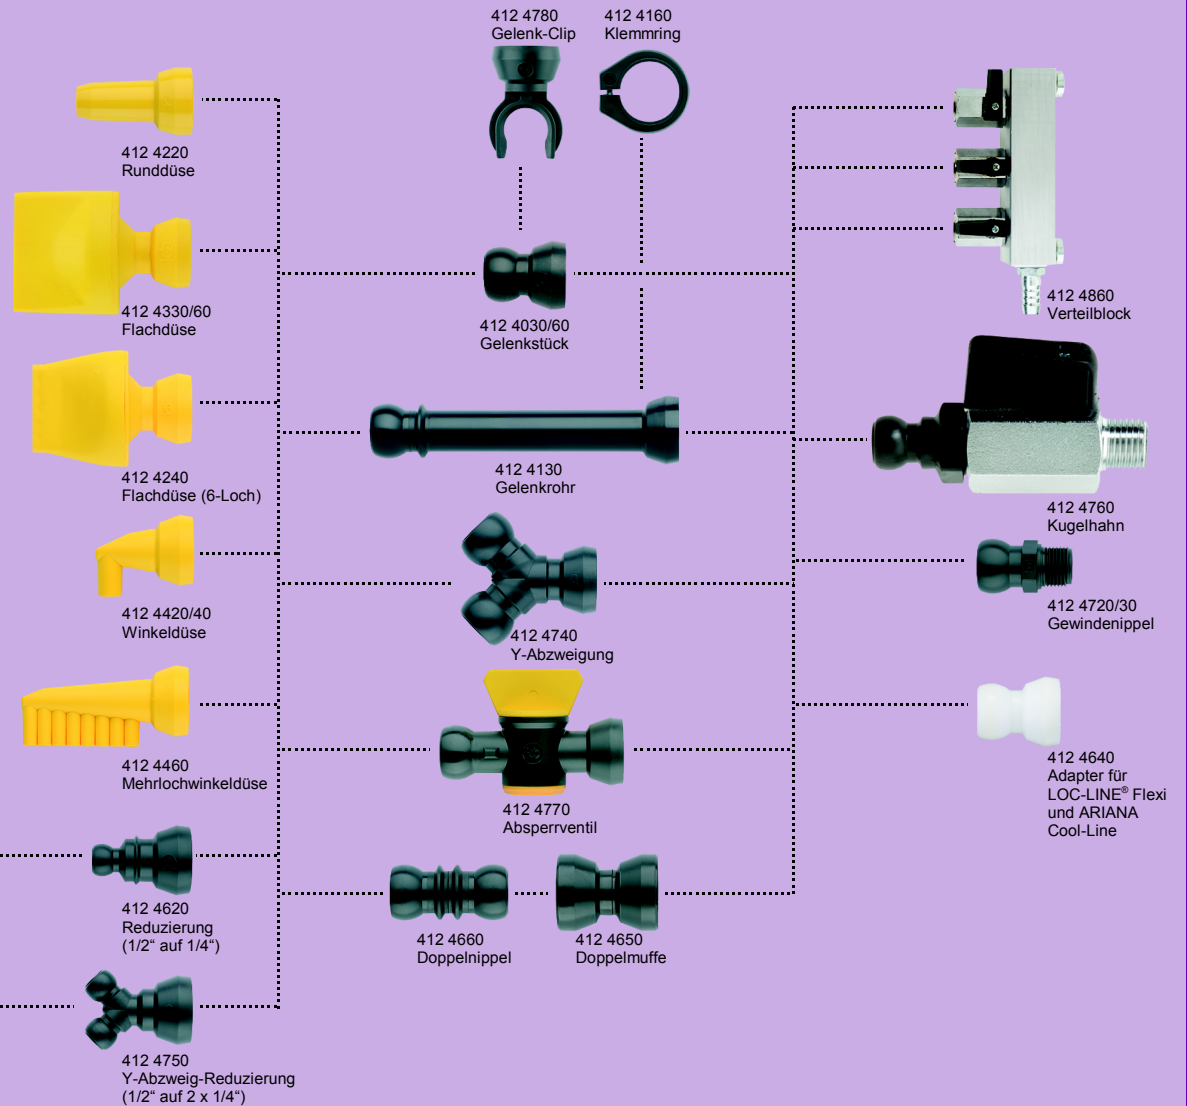 412 4780
Gelenk-Clip
412 4160
Klemmring
412 4220
Runddüse
412 4330/60
Flachdüse
412 4240
Flachdüse (6-Loch)
412 4420/40
Winkeldüse
412 4460
Mehrlochwinkeldüse
412 4620
Reduzierung
(1/2“ auf 1/4“)
412 4750
Y-Abzweig-Reduzierung
(1/2“ auf 2 x 1/4“)
412 4030/60
Gelenkstück
412 4130
Gelenkrohr
412 4740
Y-Abzweigung
412 4770
Absperrventil
412 4660
Doppelnippel
412 4650
Doppelmuffe
412 4860
Verteilblock
412 4760
Kugelhahn
412 4720/30
Gewindenippel
412 4640
Adapter für
LOC-LINE® Flexi
und ARIANA
Cool-Line